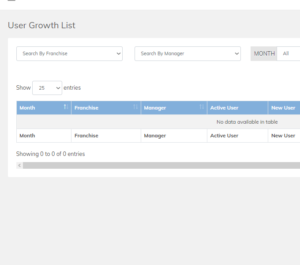 User Growth List
Search By Franchise Search By Manager MONTH All
Show 25 entries
Month Franchise Manager Active User New User
No data available in table
Month Franchise Manager Active User New User
Showing 0 to 0 of 0 entries